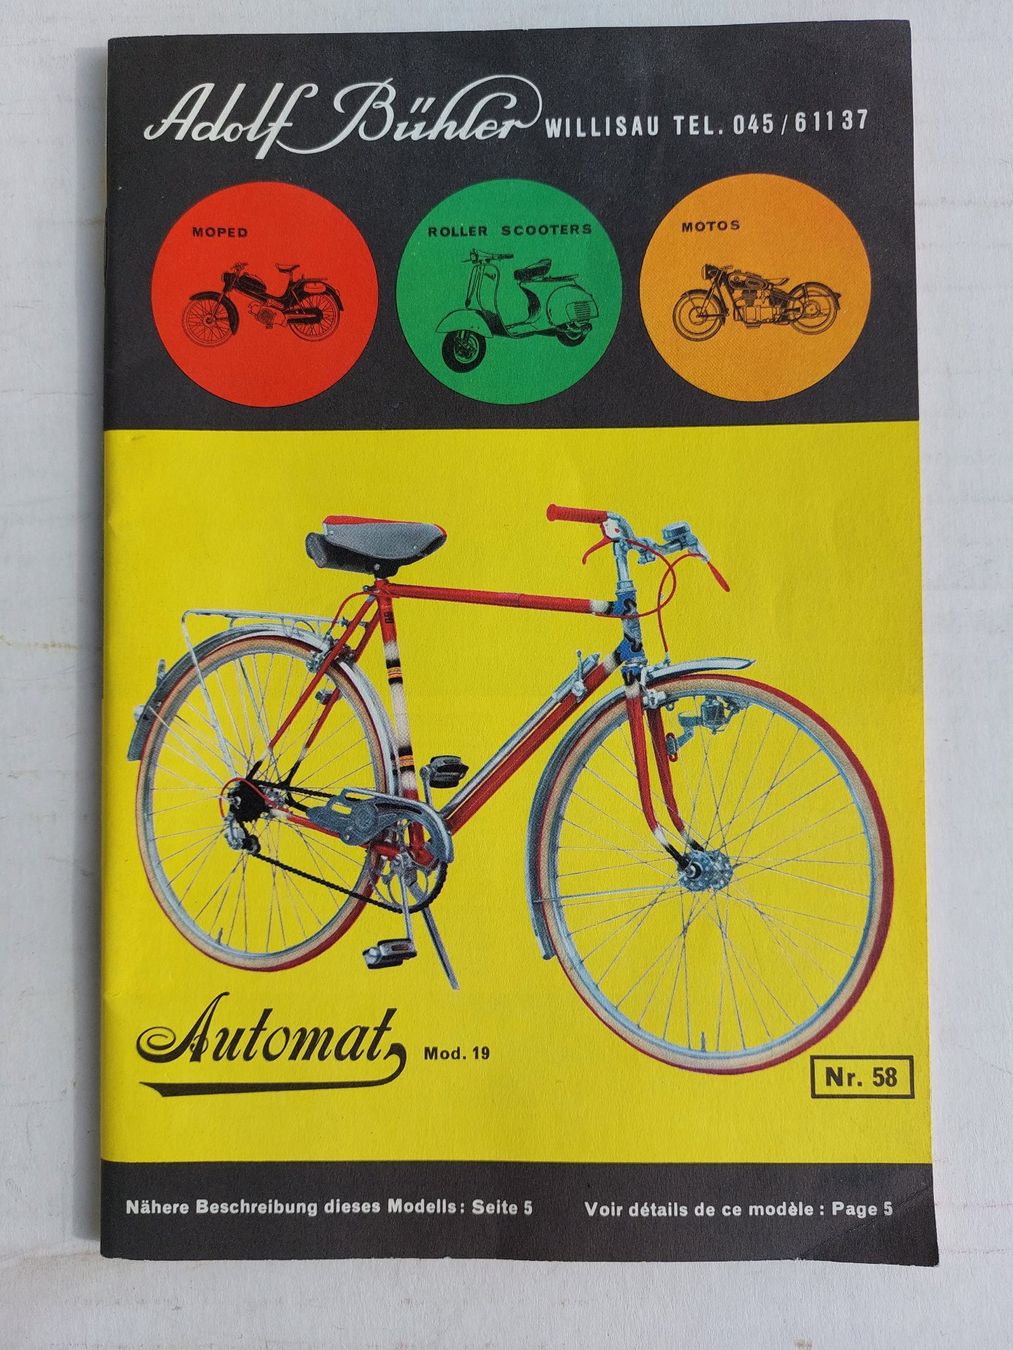 Adolf Bühler WILLISAU TEL. 045/61137
MOPED
ROLLER SCOOTERS
MOTOS
Automat Mod. 19
Nr. 58
Nähere Beschreibung dieses Modells: Seite 5
Voir détails de ce modèle : Page 5